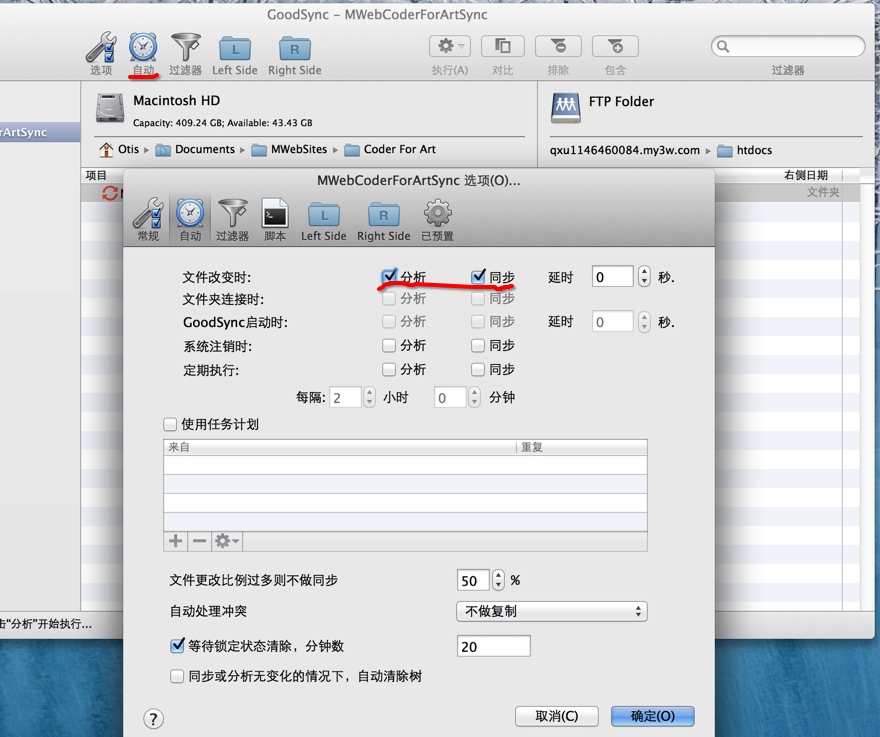 GoodSync – MWebCoderForArtSync
选项 自动 过滤器 Left Side Right Side 执行(A) 对比 排除 包含 过滤器
Macintosh HD
Capacity: 409.24 GB; Available: 43.43 GB
FTP Folder
rArtSync
Otis Documents MWebSites Coder For Art
qxu1146460084.my3w.com htdocs
项目 右侧日期
文件夹
MWebCoderForArtSync 选项(O)...
常规 自动 过滤器 脚本 Left Side Right Side 已预置
文件改变时: 分析 同步 延时 0 秒.
文件夹连接时: 分析 同步
GoodSync启动时: 分析 同步 延时 0 秒.
系统注销时: 分析 同步
定期执行: 分析 同步
每隔: 2 小时 0 分钟
使用任务计划
来自 重复
文件更改比例过多则不做同步 50 %
自动处理冲突 不做复制
击“分析”开始执行...
等待锁定状态清除，分钟数 20
同步或分析无变化的情况下，自动清除树
? 取消(C) 确定(O)